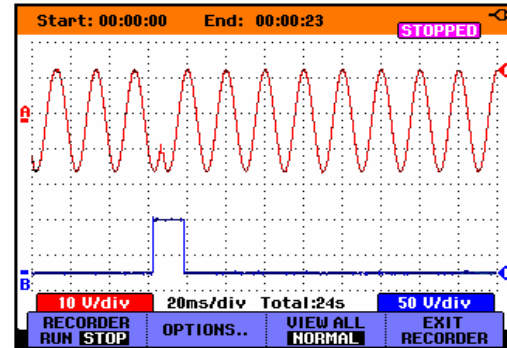 Start: 00:00:00 End: 00:00:23
STOPPED
A
B
10 V/div 20ms/div Total:24s 50 V/div
RECORDER OPTIONS.. VIEW ALL EXIT
RUN STOP NORMAL RECORDER